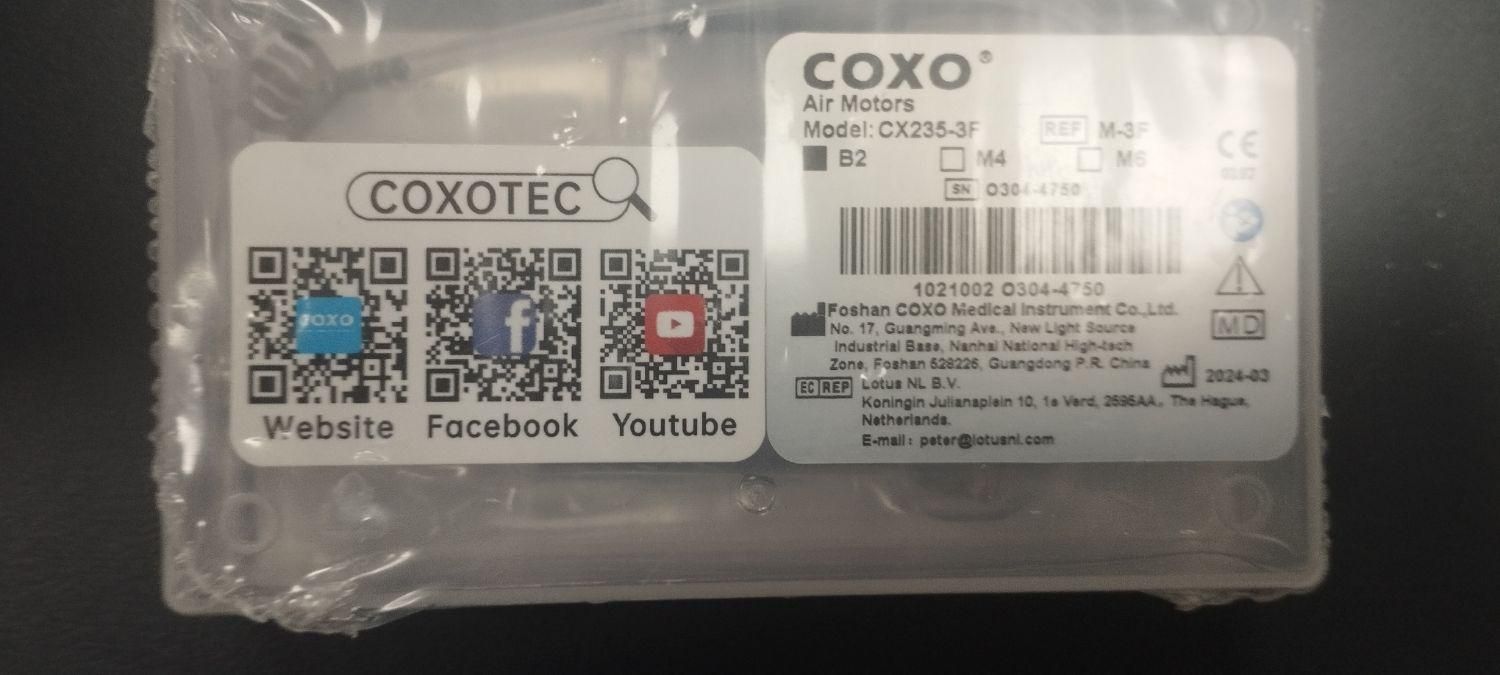 COXOTEC
COXO
Website
Facebook
Youtube
COXO®
Air Motors
Model: CX235-3F REF M-3F
B2 M4 M6
CE
SN O304-4750
1021002 O304-4750
Foshan COXO Medical Instrument Co.,Ltd.
No. 17, Guangming Ave., New Light Source
Industrial Base, Nanhai National High-tech
Zone, Foshan 528226, Guangdong P.R. China
MD
2024-03
EC REP Lotus NL B.V.
Koningin Julianaplein 10, 1e Verd, 2595AA, The Hague,
Netherlands.
E-mail: peter@lotusnl.com